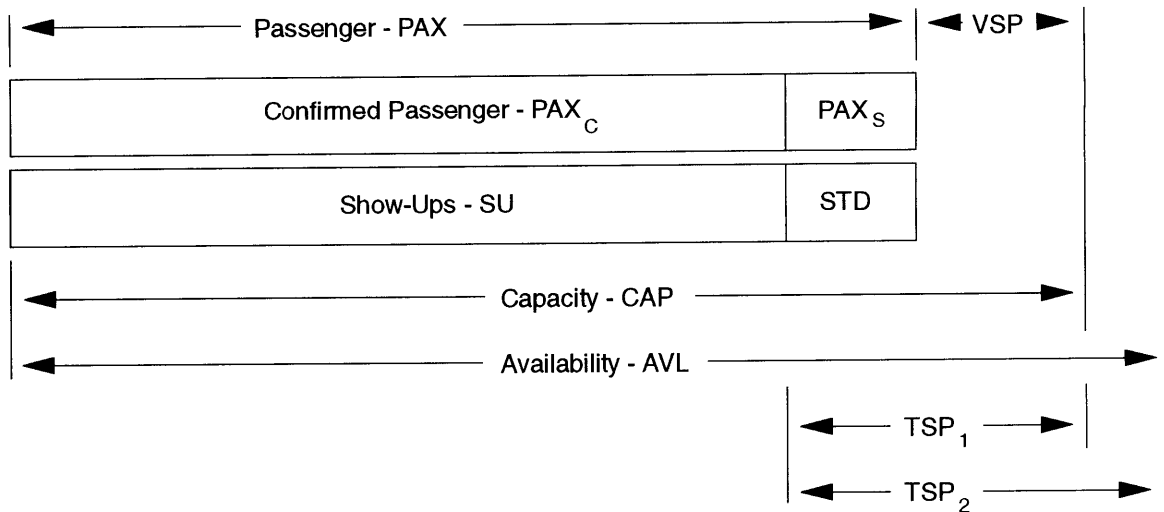 Passenger - PAX VSP
Confirmed Passenger - PAX_C PAX_S
Show-Ups - SU STD
Capacity - CAP
Availability - AVL
TSP_1
TSP_2